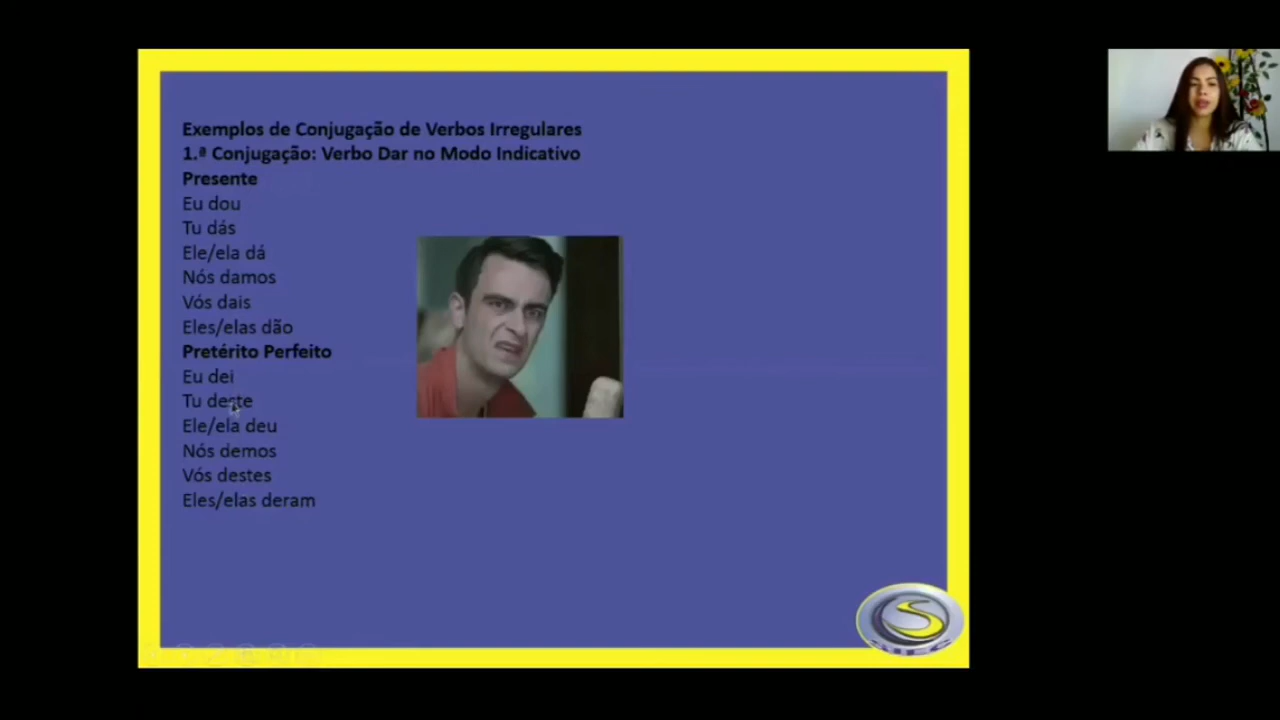 Exemplos de Conjugação de Verbos Irregulares
1.ª Conjugação: Verbo Dar no Modo Indicativo
Presente
Eu dou
Tu dás
Ele/ela dá
Nós damos
Vós dais
Eles/elas dão
Pretérito Perfeito
Eu dei
Tu deste
Ele/ela deu
Nós demos
Vós destes
Eles/elas deram